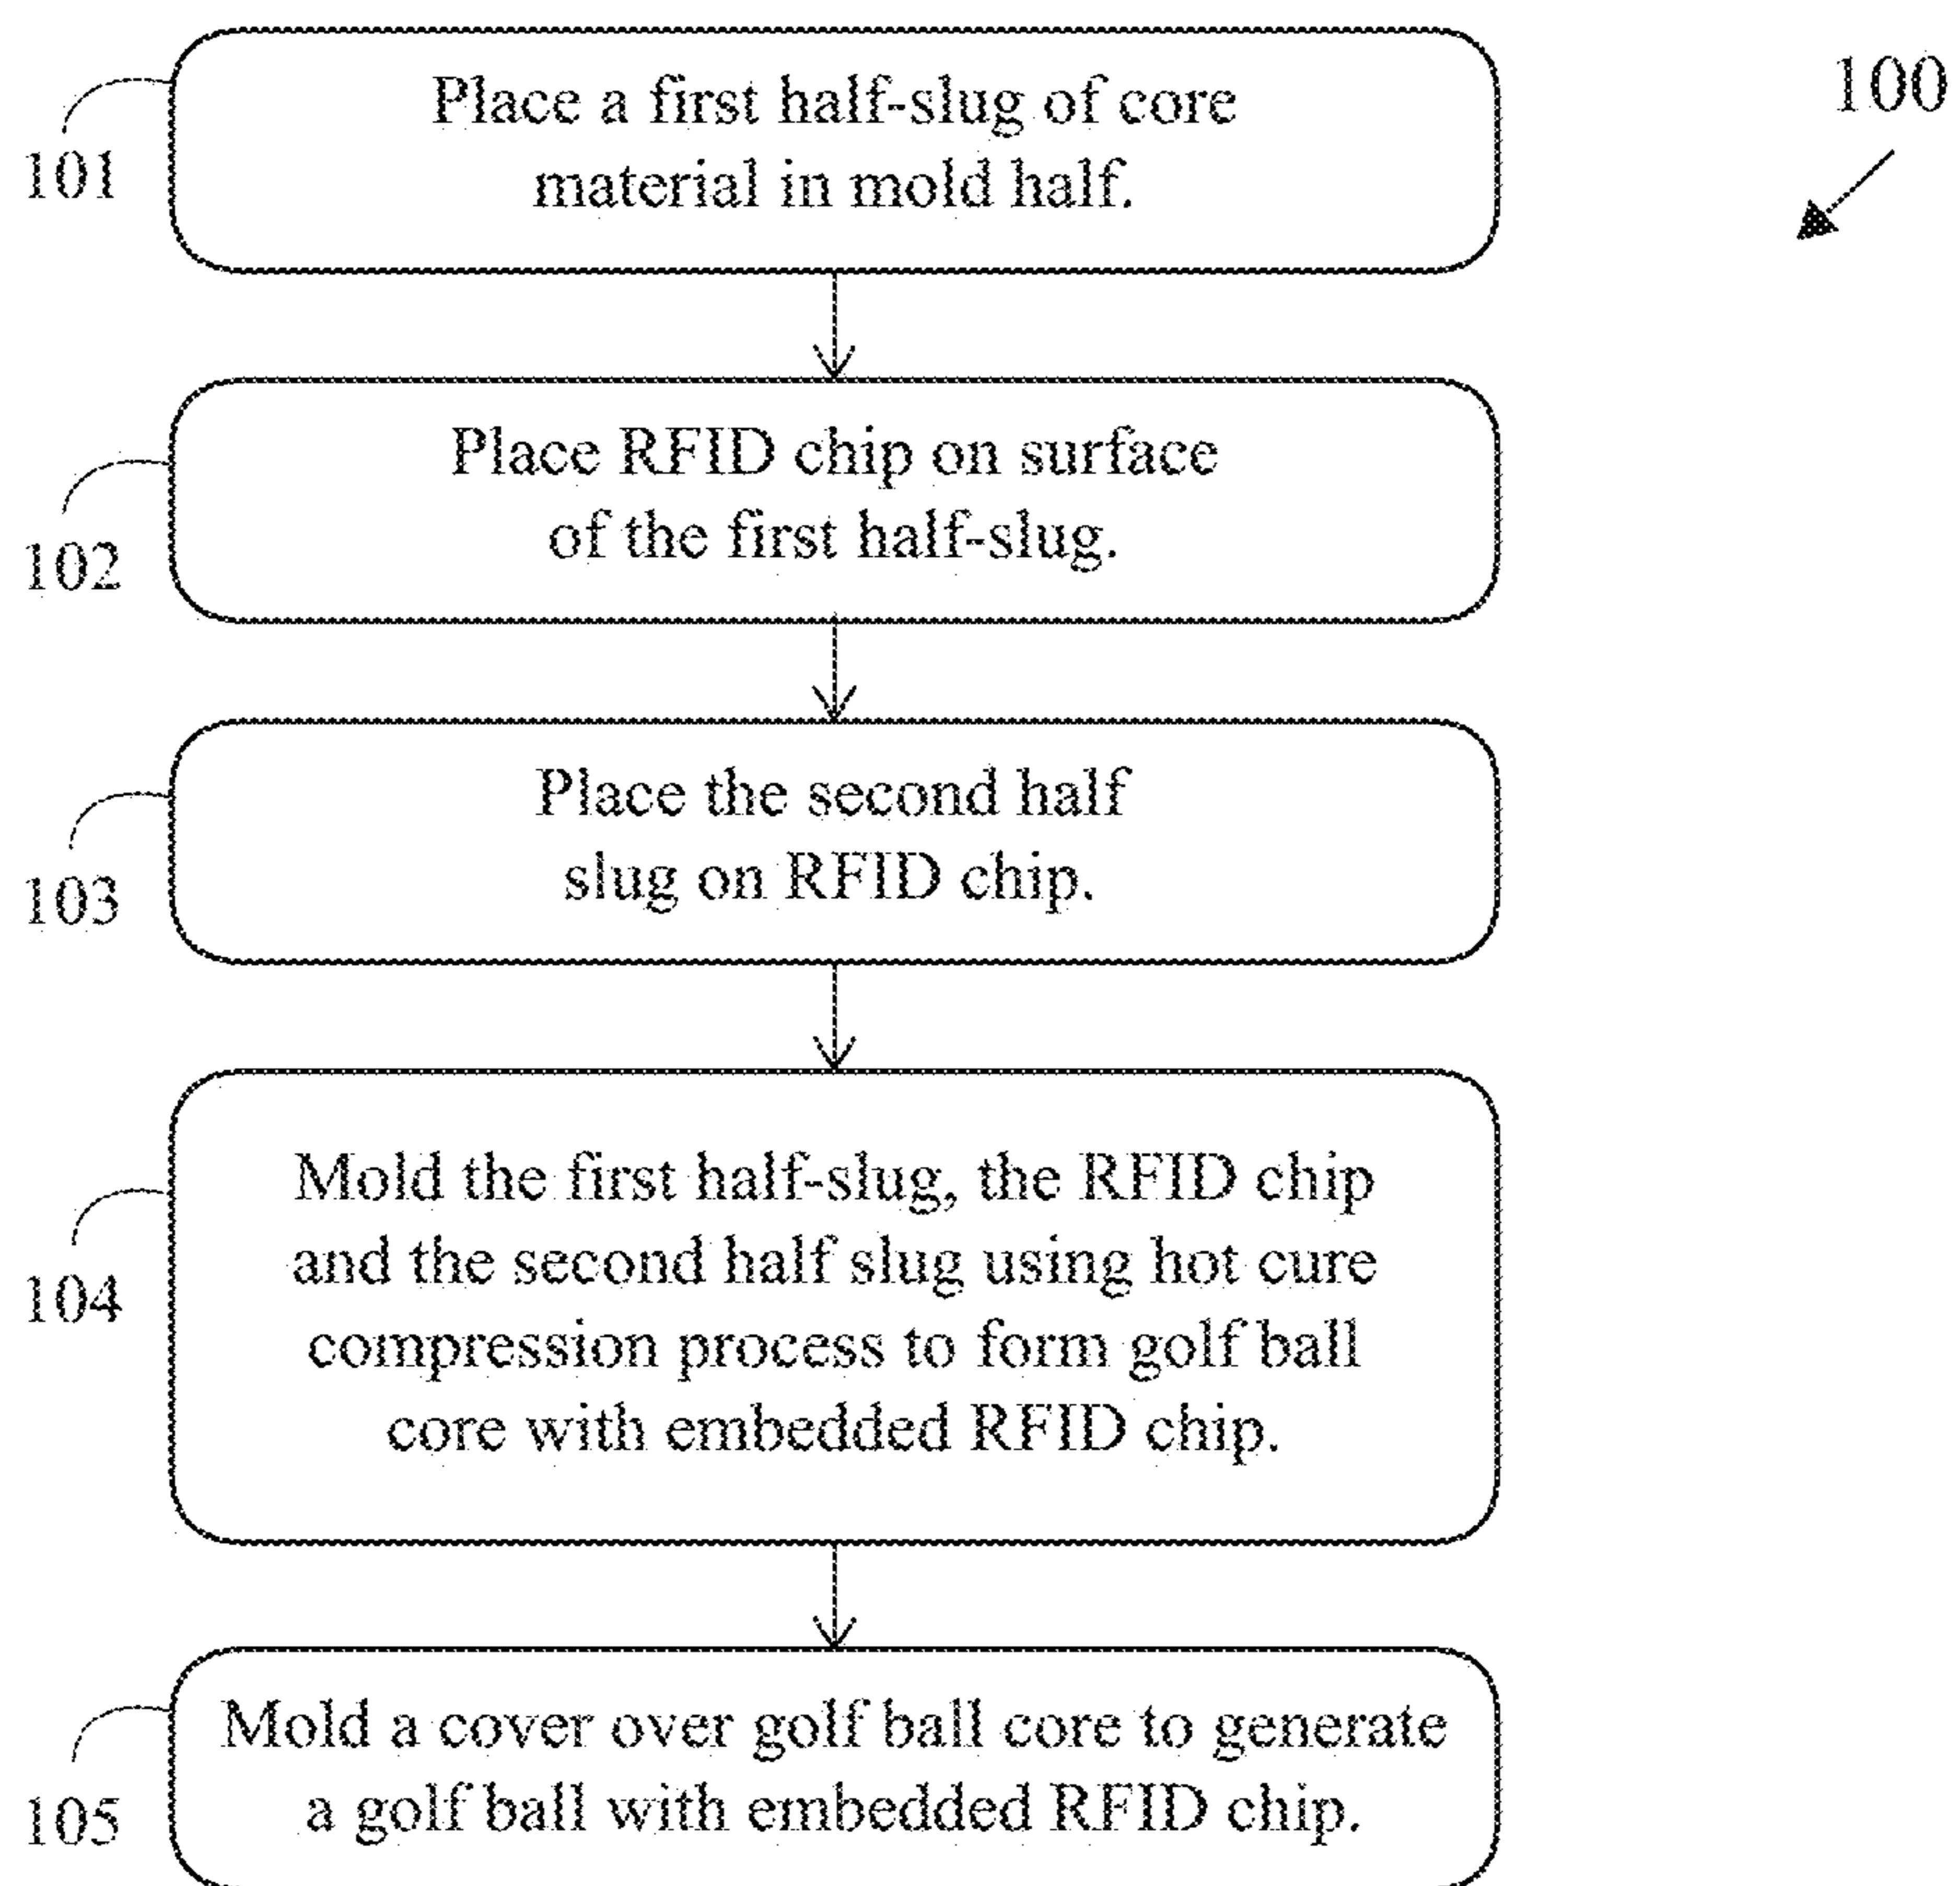 100
Place a first half-slug of core
material in mold half.
101
Place RFID chip on surface
of the first half-slug.
102
Place the second half
slug on RFID chip.
103
Mold the first half-slug, the RFID chip
and the second half slug using hot cure
compression process to form golf ball
core with embedded RFID chip.
104
Mold a cover over golf ball core to generate
a golf ball with embedded RFID chip.
105